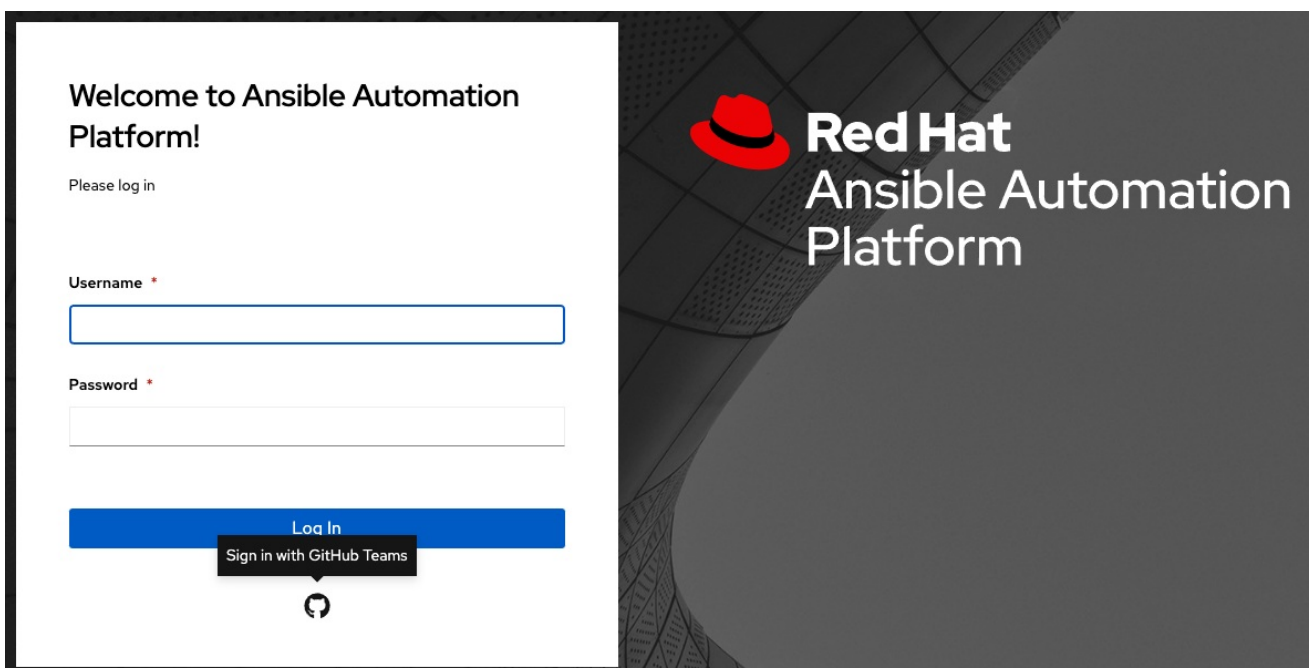 Welcome to Ansible Automation
Platform!
Please log in
Username *
Password *
Log In
Sign in with GitHub Teams
Red Hat
Ansible Automation
Platform